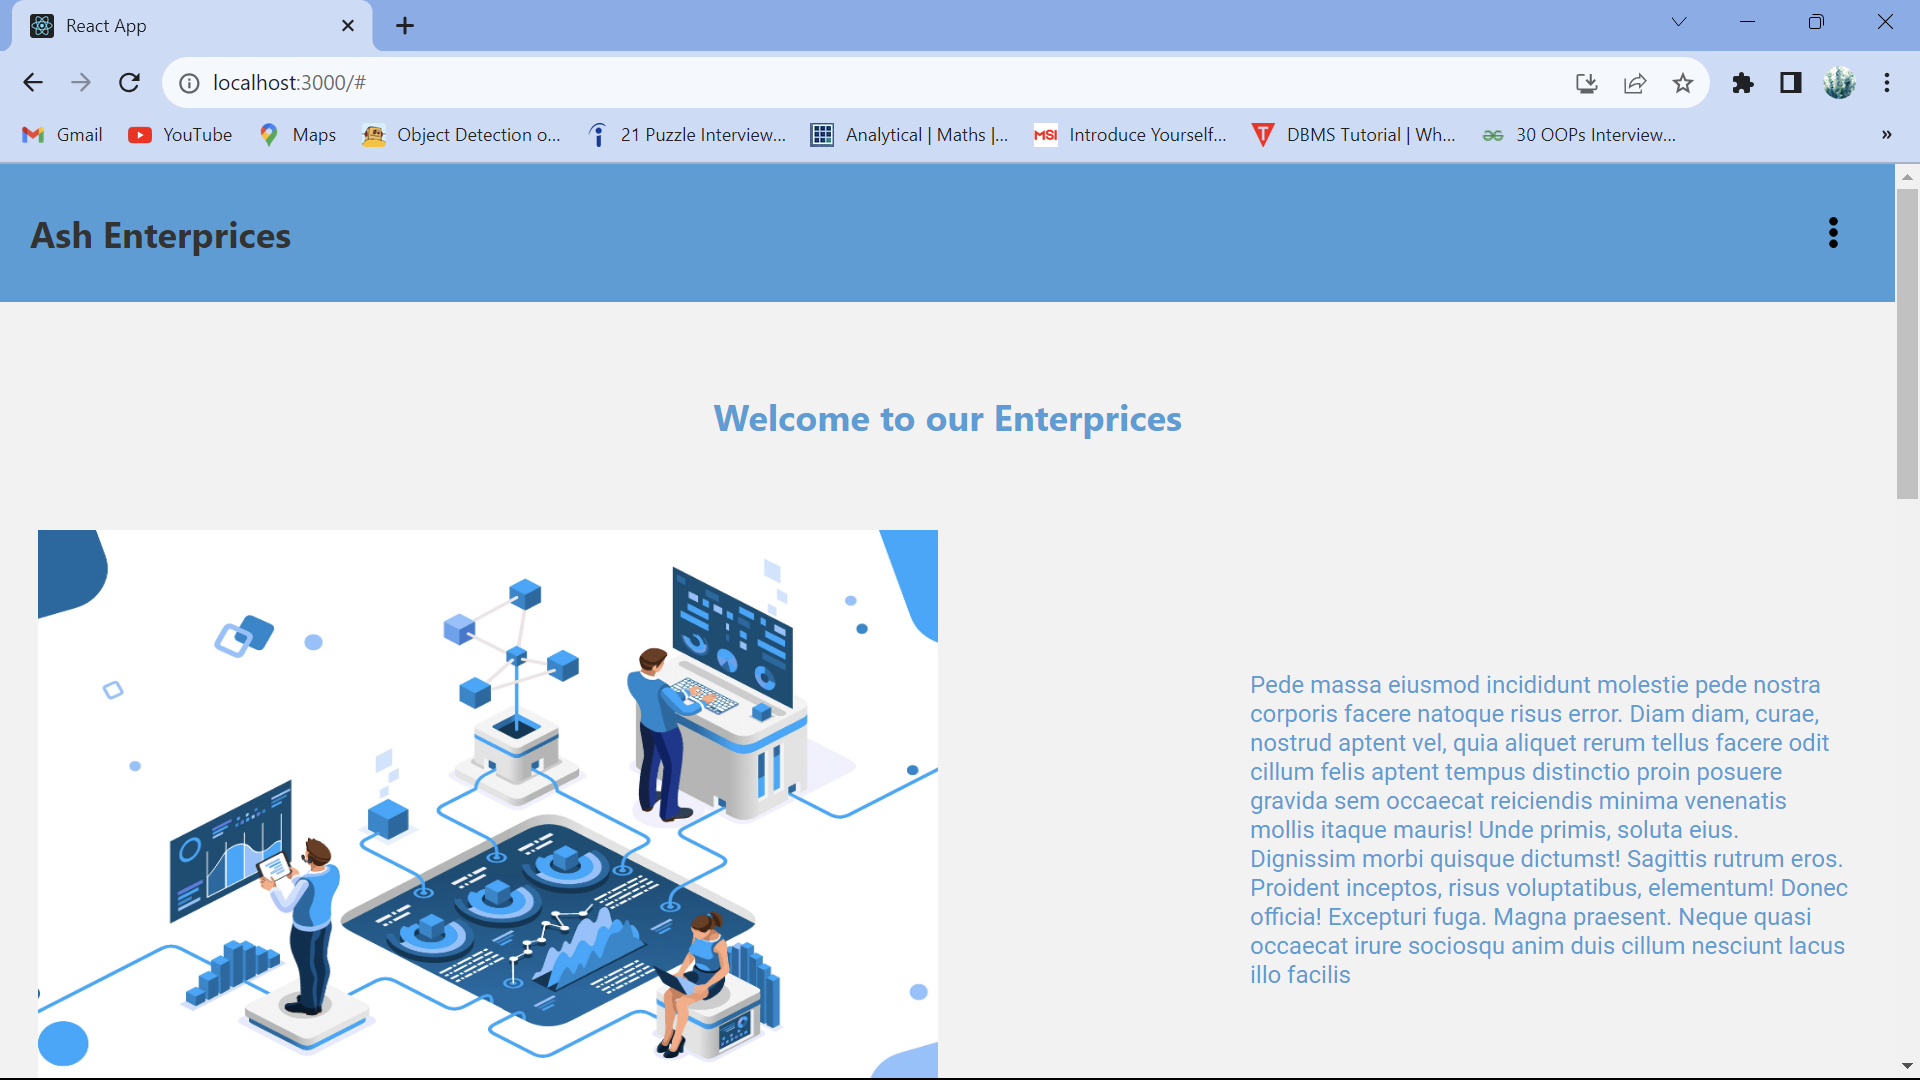 React App
localhost:3000/#
Gmail YouTube Maps Object Detection o... 21 Puzzle Interview... Analytical | Maths |... MSI Introduce Yourself... DBMS Tutorial | Wh... 30 OOPs Interview... »
Ash Enterprices
Welcome to our Enterprices
Pede massa eiusmod incididunt molestie pede nostra
corporis facere natoque risus error. Diam diam, curae,
nostrud aptent vel, quia aliquet rerum tellus facere odit
cillum felis aptent tempus distinctio proin posuere
gravida sem occaecat reiciendis minima venenatis
mollis itaque mauris! Unde primis, soluta eius.
Dignissim morbi quisque dictumst! Sagittis rutrum eros.
Proident inceptos, risus voluptatibus, elementum! Donec
officia! Excepturi fuga. Magna praesent. Neque quasi
occaecat irure sociosqu anim duis cillum nesciunt lacus
illo facilis